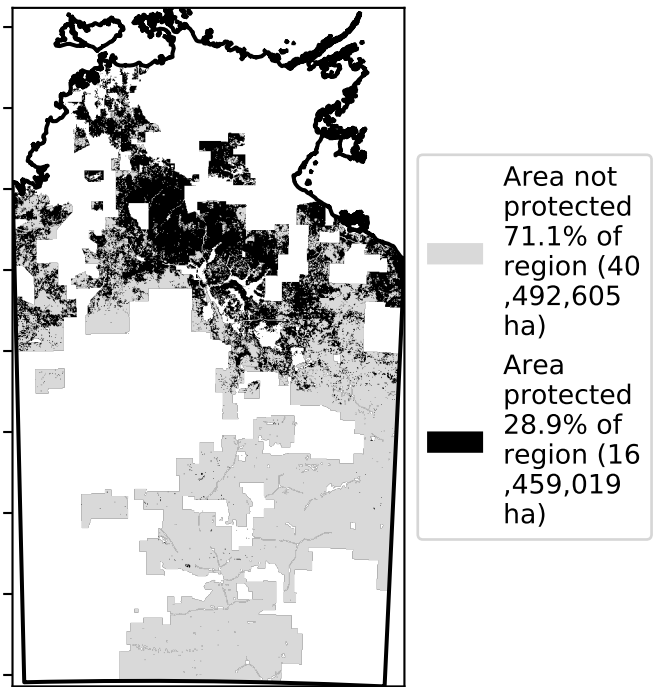 Area not
protected
71.1% of
region (40
,492,605
ha)
Area
protected
28.9% of
region (16
,459,019
ha)